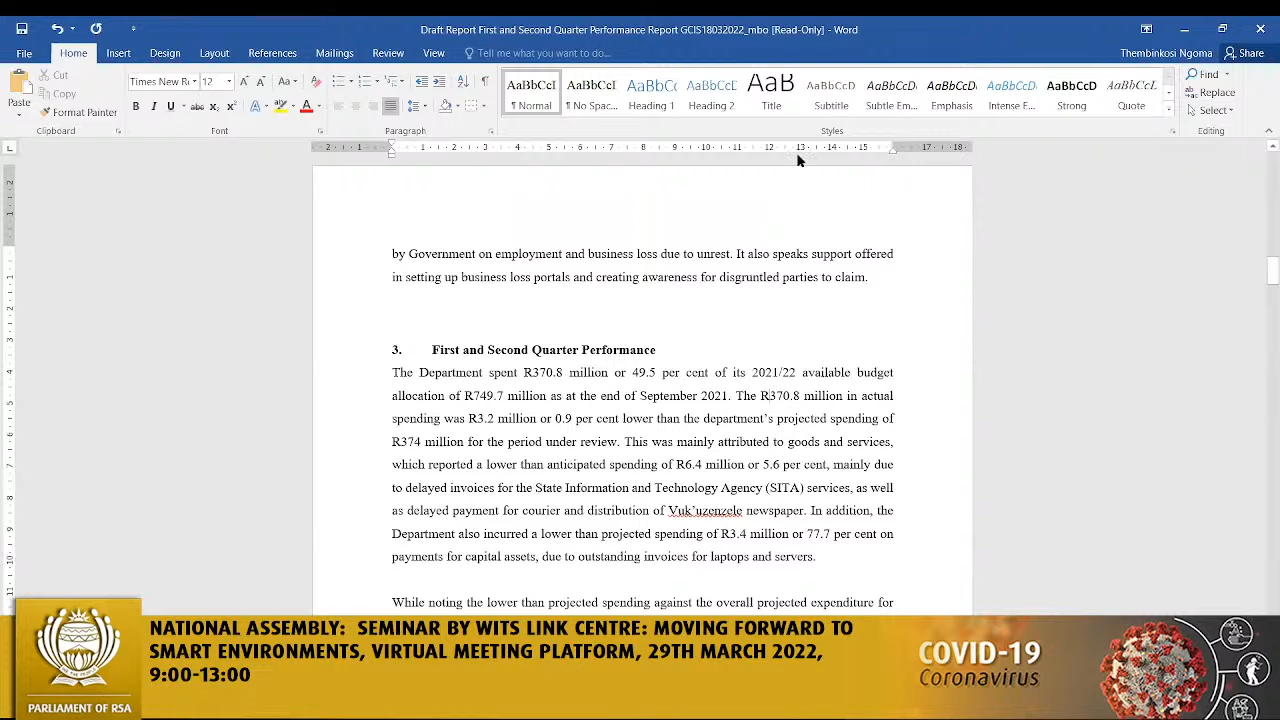 Draft Report First and Second Quarter Performance Report GCIS18032022_mbo [Read-Only] - Word
File Home Insert Design Layout References Mailings Review View Tell me what you want to do... Thembinkosi Ngoma Share
Paste
Cut
Copy
Format Painter
Clipboard
Times New Ro 12
Font
Paragraph
AaBbCcI AaBbCcI AaBbCc AaBbCcD AaB AaBbCcD AaBbCcDt AaBbCcDt AaBbCcDt AaBbCcDt AaBbCcDt
¶ Normal ¶ No Spac... Heading 1 Heading 2 Title Subtitle Subtle Em... Emphasis Intense E... Strong Quote
Styles
Find
Replace
Select
Editing
by Government on employment and business loss due to unrest. It also speaks support offered
in setting up business loss portals and creating awareness for disgruntled parties to claim.
3. First and Second Quarter Performance
The Department spent R370.8 million or 49.5 per cent of its 2021/22 available budget
allocation of R749.7 million as at the end of September 2021. The R370.8 million in actual
spending was R3.2 million or 0.9 per cent lower than the department's projected spending of
R374 million for the period under review. This was mainly attributed to goods and services,
which reported a lower than anticipated spending of R6.4 million or 5.6 per cent, mainly due
to delayed invoices for the State Information and Technology Agency (SITA) services, as well
as delayed payment for courier and distribution of Vuk'uzenzele newspaper. In addition, the
Department also incurred a lower than projected spending of R3.4 million or 77.7 per cent on
payments for capital assets, due to outstanding invoices for laptops and servers.
While noting the lower than projected spending against the overall projected expenditure for
NATIONAL ASSEMBLY: SEMINAR BY WITS LINK CENTRE: MOVING FORWARD TO
SMART ENVIRONMENTS, VIRTUAL MEETING PLATFORM, 29TH MARCH 2022,
9:00-13:00
PARLIAMENT OF RSA
COVID-19
Coronavirus